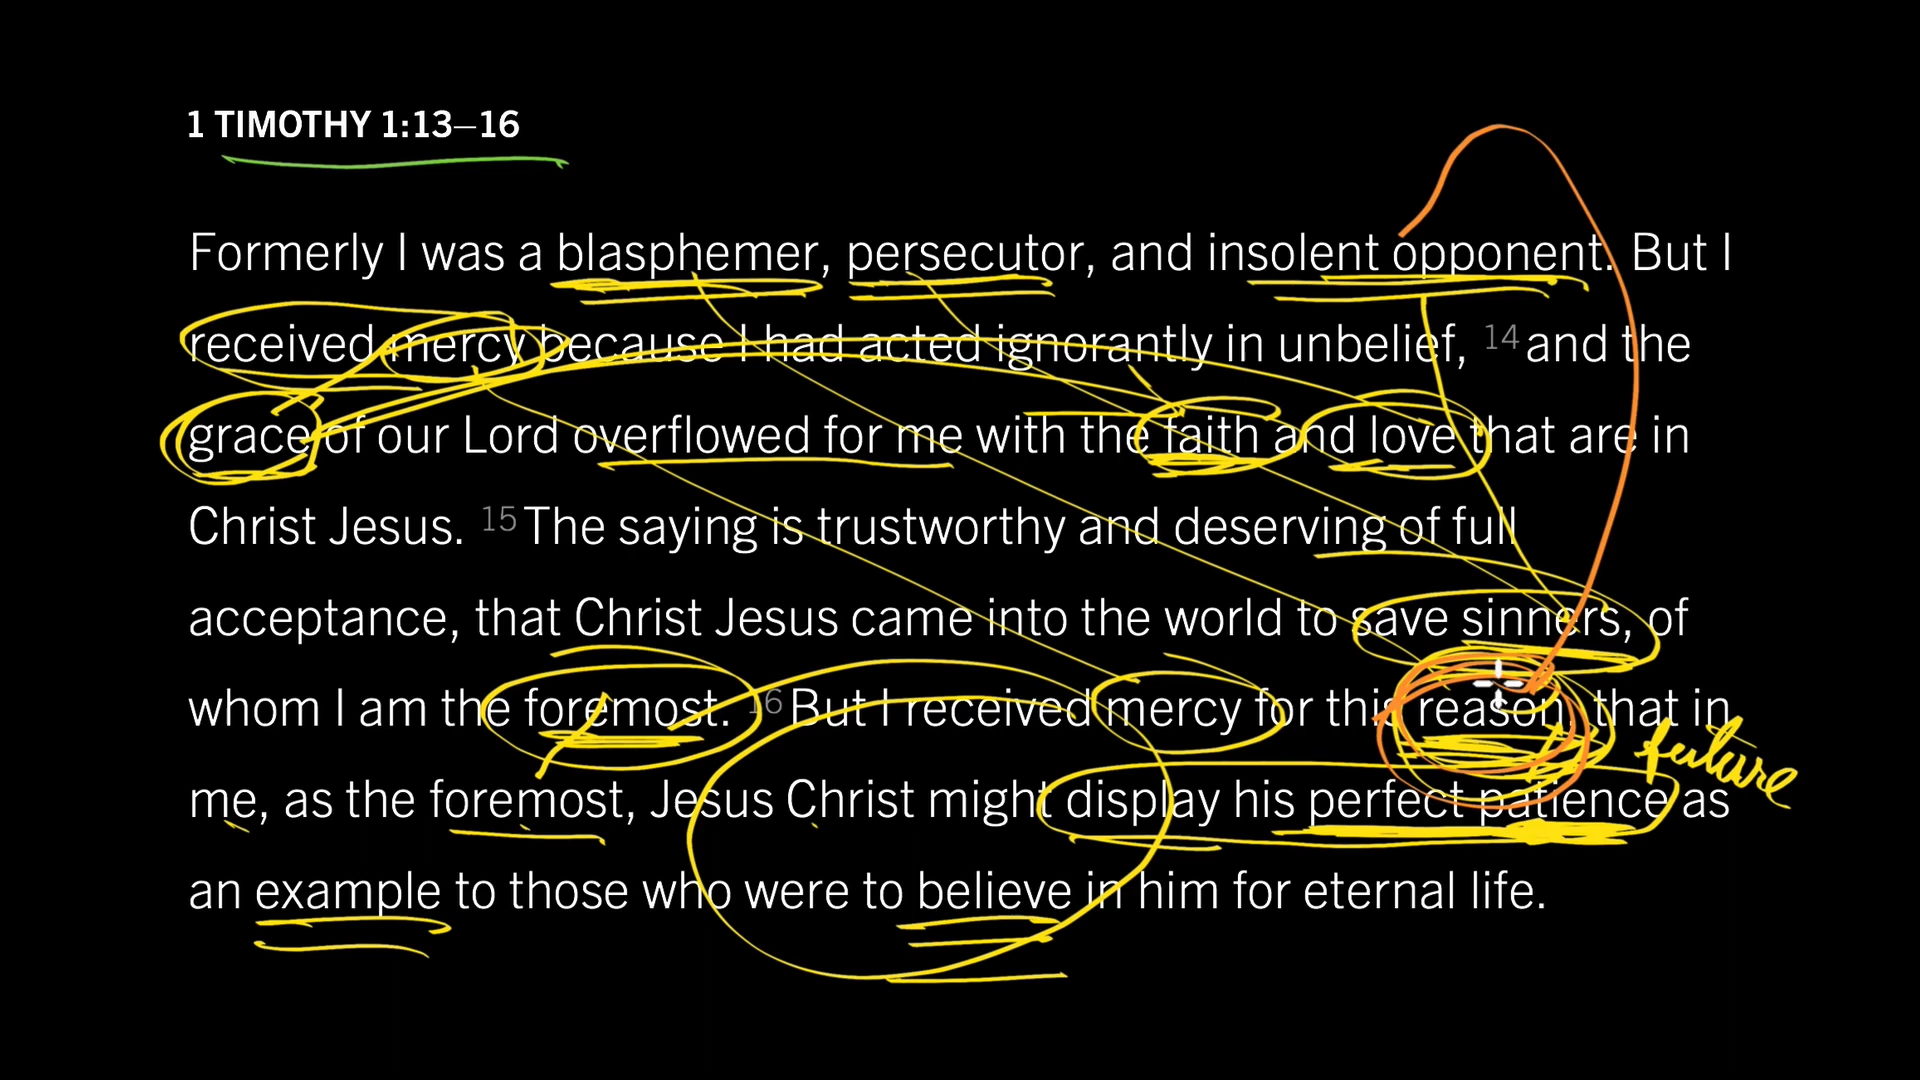 1 TIMOTHY 1:13–16
Formerly I was a blasphemer, persecutor, and insolent opponent. But I
received mercy because I had acted ignorantly in unbelief, 14 and the
grace of our Lord overflowed for me with the faith and love that are in
Christ Jesus. 15 The saying is trustworthy and deserving of full
acceptance, that Christ Jesus came into the world to save sinners, of
whom I am the foremost. 16 But I received mercy for this reason, that in
future
me, as the foremost, Jesus Christ might display his perfect patience as
an example to those who were to believe in him for eternal life.